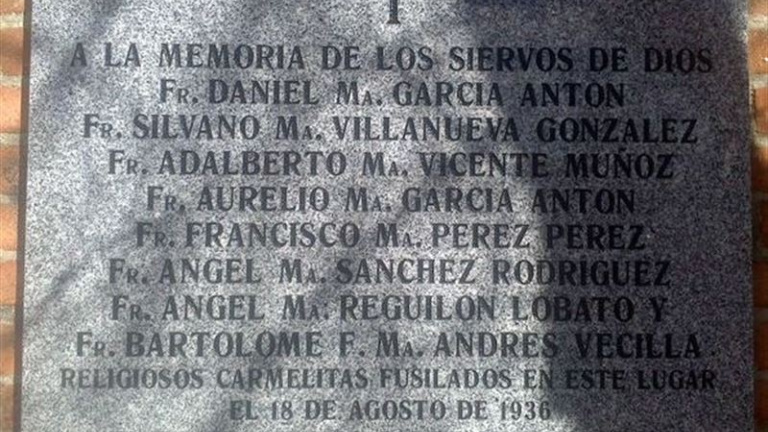 A LA MEMORIA DE LOS SIERVOS DE DIOS
FR. DANIEL MA. GARCIA ANTON
FR. SILVANO MA. VILLANUEVA GONZALEZ
FR. ADALBERTO MA. VICENTE MUÑOZ
FR. AURELIO MA. GARCIA ANTON
FR. FRANCISCO MA. PEREZ PEREZ
FR. ANGEL MA. SANCHEZ RODRIGUEZ
FR. ANGEL MA. REGUILON LOBATO Y
FR. BARTOLOME F. MA. ANDRES VECILLA
RELIGIOSOS CARMELITAS FUSILADOS EN ESTE LUGAR
EL 18 DE AGOSTO DE 1936